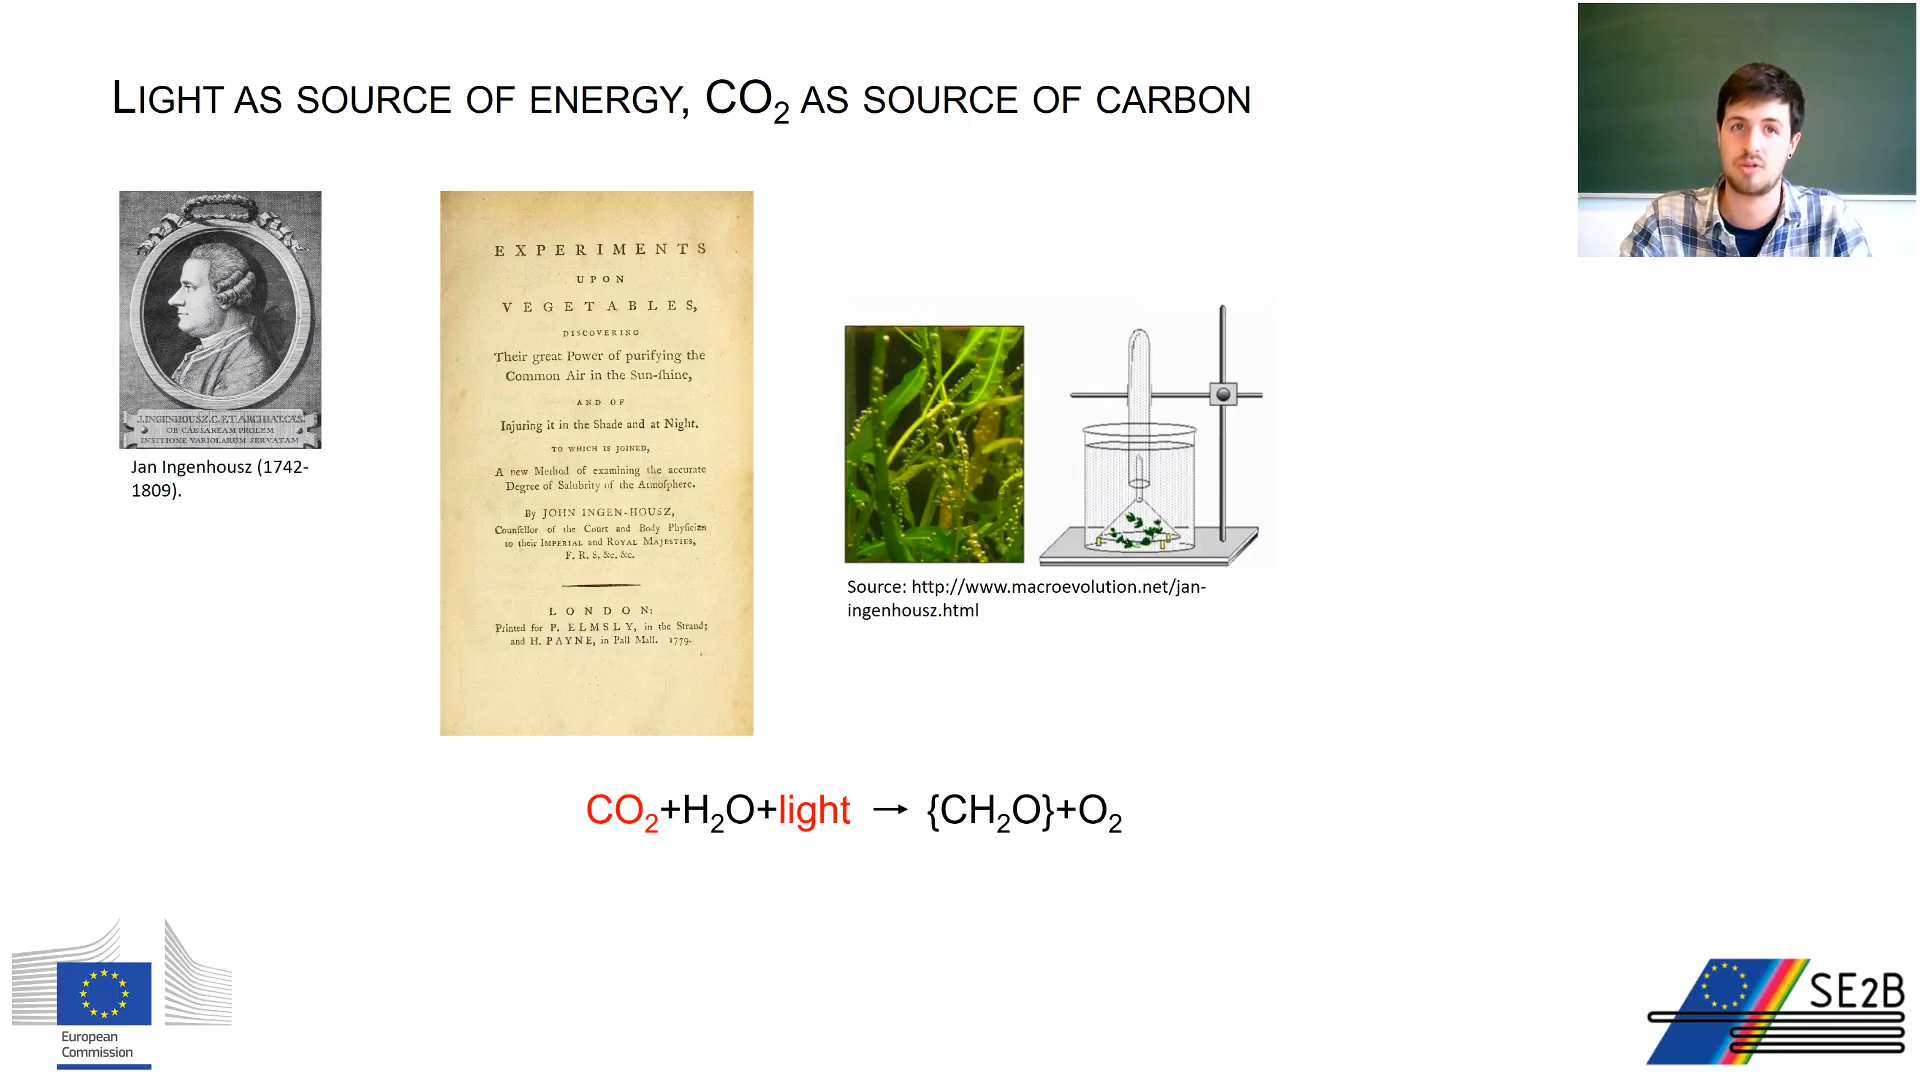 LIGHT AS SOURCE OF ENERGY, CO₂ AS SOURCE OF CARBON
J.INGENHOUSZ.C.ET ARCHIAT.CÆS.
OB CAESAREAM PROLEM
INSITIONE VARIOLARUM SERVATAM
Jan Ingenhousz (1742-
1809).
EXPERIMENTS
UPON
VEGETABLES,
DISCOVERING
Their great Power of purifying the
Common Air in the Sun-ſhine,
AND OF
Injuring it in the Shade and at Night.
TO WHICH IS JOINED,
A new Method of examining the accurate
Degree of Salubrity of the Atmoſphere.
By JOHN INGEN-HOUSZ,
Counſellor of the Court and Body Phyſician
to their IMPERIAL and ROYAL MAJESTIES,
F. R. S, &c. &c.
LONDON:
Printed for P. ELMSLY, in the Strand;
and H. PAYNE, in Pall Mall. 1779.
Source: http://www.macroevolution.net/jan-
ingenhousz.html
CO₂+H₂O+light → {CH₂O}+O₂
European
Commission
SE2B